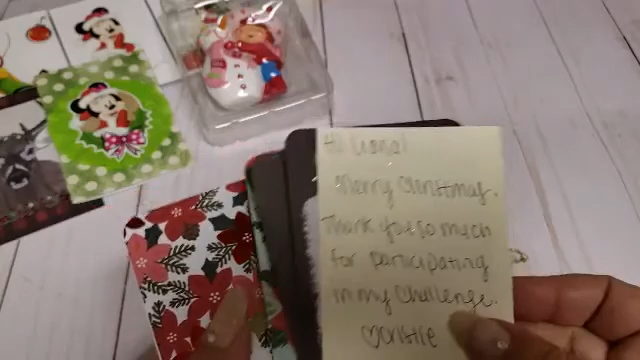 Merry Christmas.
Thank you so much
for participating
in my challenge.